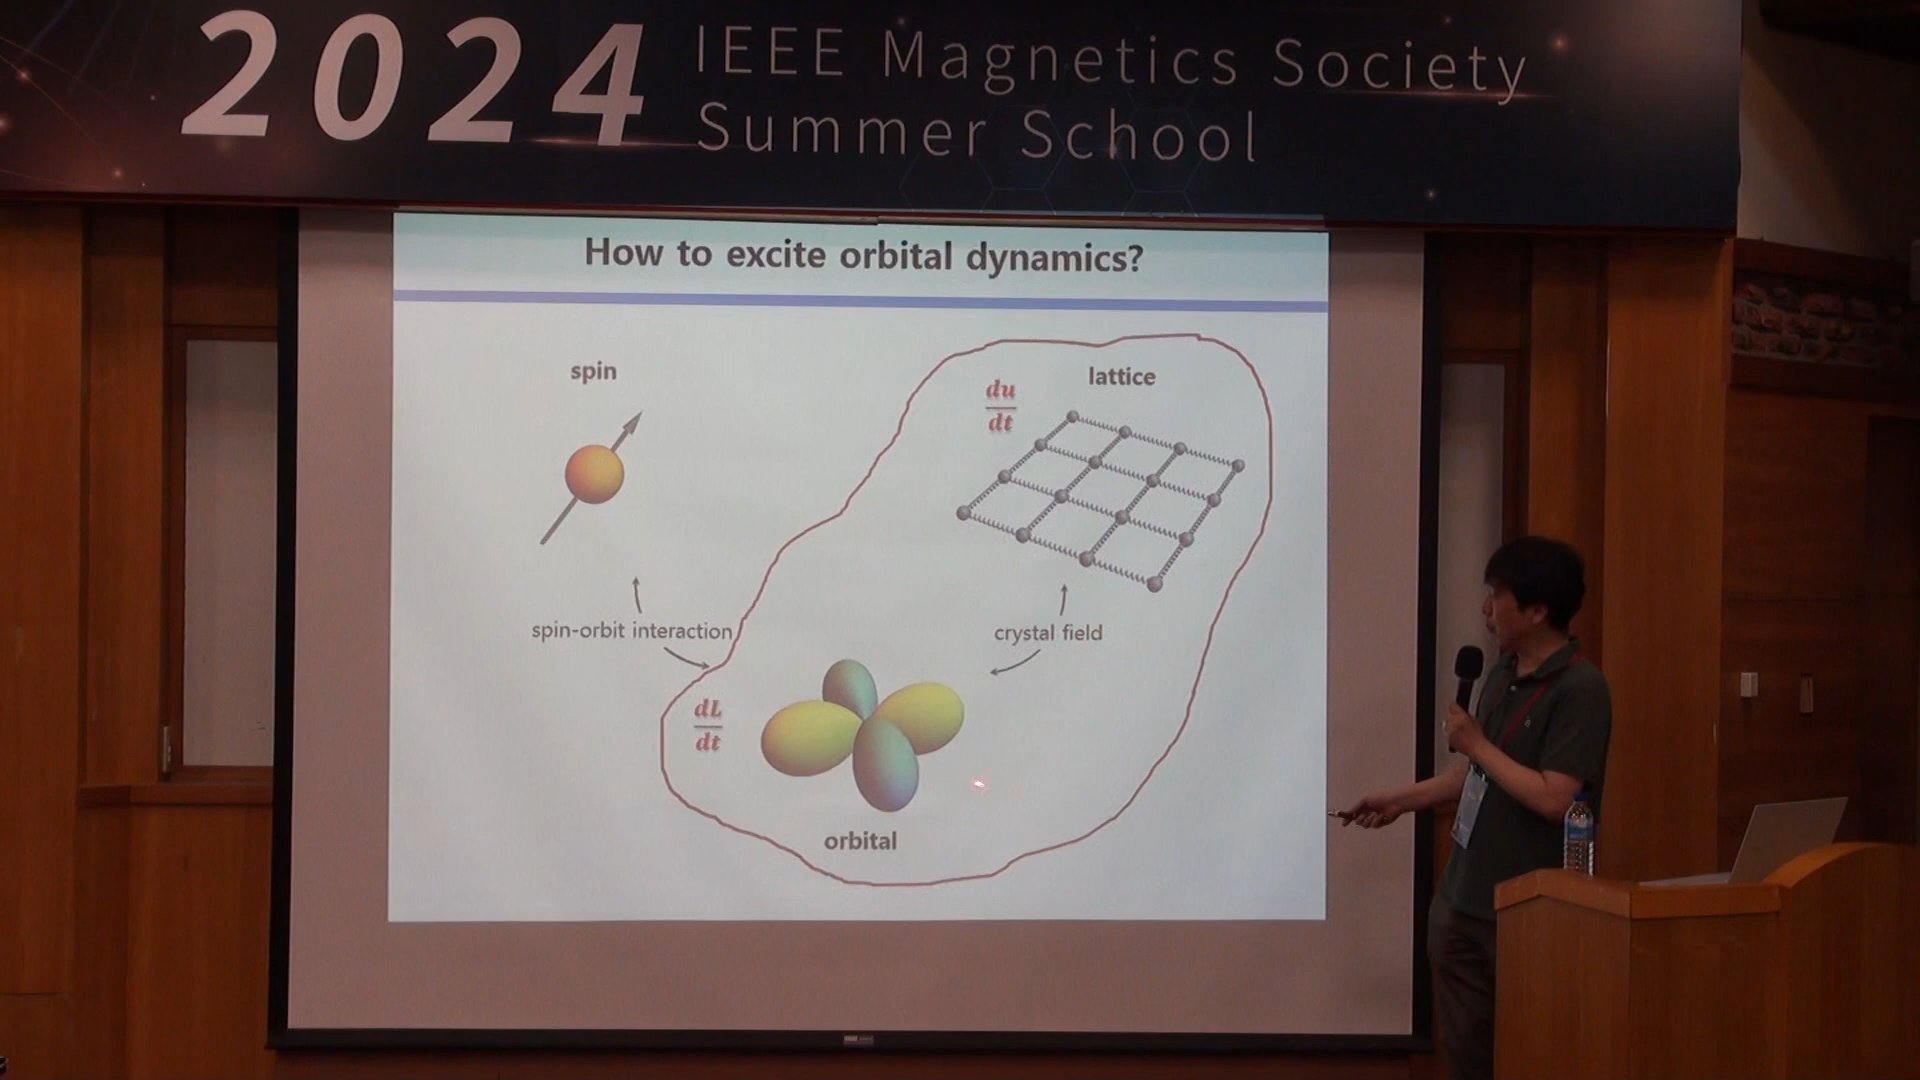 2024 IEEE Magnetics Society
Summer School
How to excite orbital dynamics?
spin
lattice
du
dt
spin-orbit interaction
crystal field
dL
dt
orbital